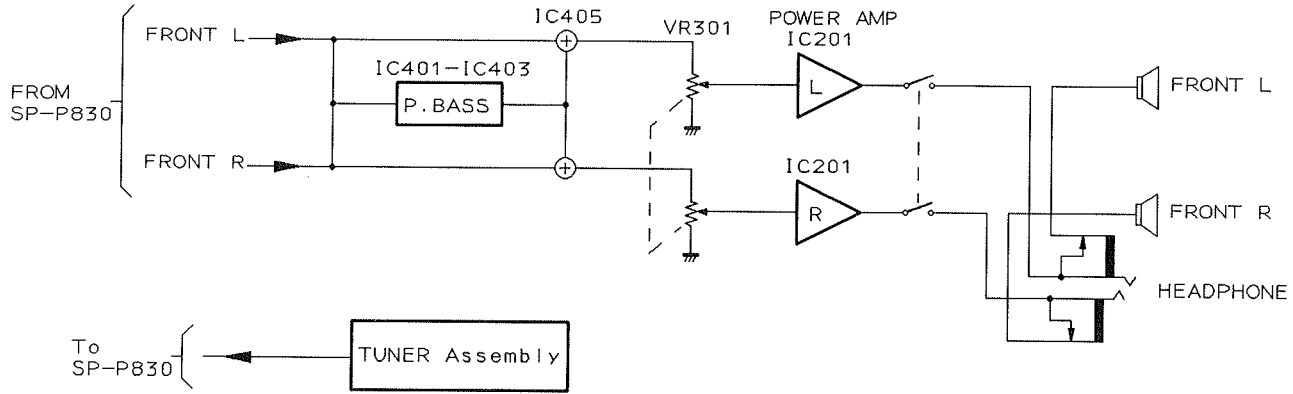 IC405
POWER AMP
VR301
IC201
FRONT L
IC401-IC403
FROM
SP-P830
P.BASS
L
FRONT L
FRONT R
IC201
R
FRONT R
HEADPHONE
To
SP-P830
TUNER Assembly